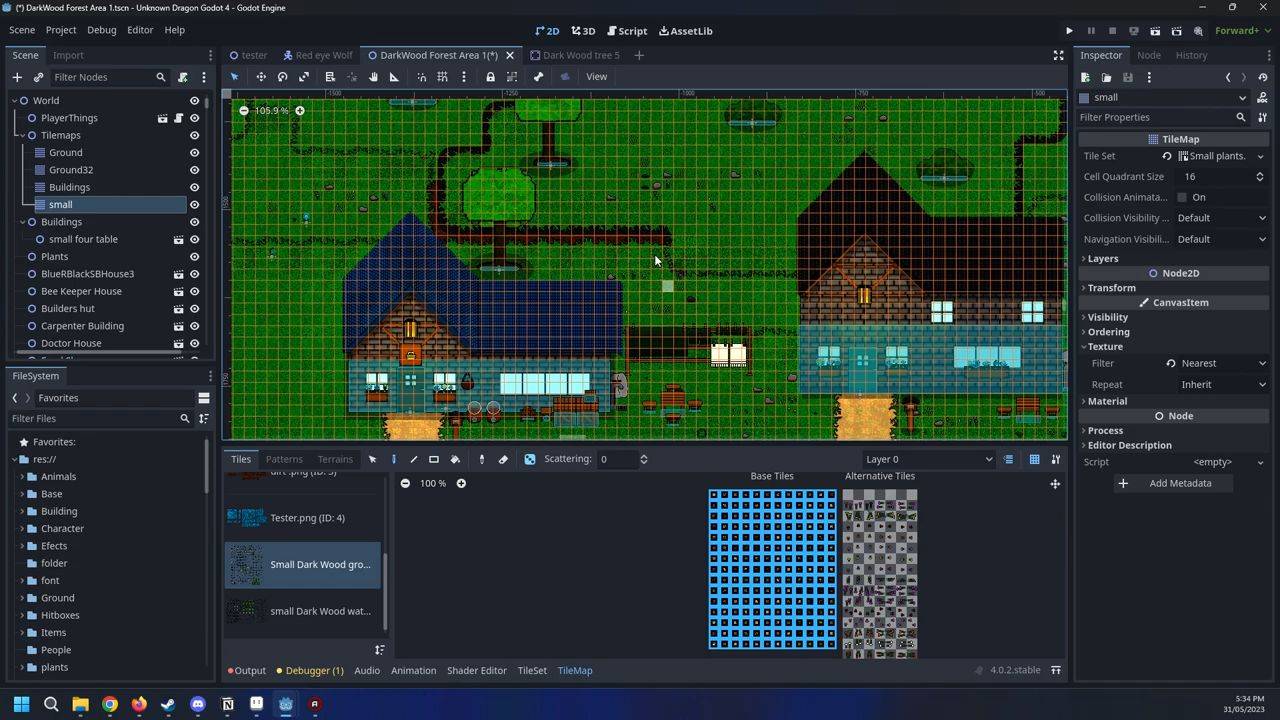 (*) DarkWood Forest Area 1.tscn - Unknown Dragon Godot 4 - Godot Engine
Scene Project Debug Editor Help
2D 3D Script AssetLib
Forward+
Scene Import
tester Red eye Wolf DarkWood Forest Area 1(*) DarkWood tree 5
Inspector Node History
Filter Nodes
View
World
PlayerThings
Tilemaps
Ground
Ground32
Buildings
small
Buildings
small four table
Plants
BlueRBlackSBHouse3
Bee Keeper House
Builders hut
Carpenter Building
Doctor House
-1500 -1250 -1000 -750 -500
105.9 %
small
Filter Properties
TileMap
Tile Set Small plants.
Cell Quadrant Size 16
Collision Animata... On
Collision Visibility ... Default
Navigation Visibili... Default
Layers
Node2D
Transform
CanvasItem
Visibility
Ordering
Texture
Filter Nearest
Repeat Inherit
Material
Node
Process
Editor Description
Script <empty>
Add Metadata
FileSystem
Favorites
Filter Files
Favorites:
res://
Animals
Base
Building
Character
Efects
folder
font
Ground
Hitboxes
Items
People
plants
Tiles Patterns Terrains
Scattering: 0
Layer 0
Tester.png (ID: 4)
Small Dark Wood gro...
small Dark Wood wat...
100 %
Base Tiles
Alternative Tiles
Output Debugger (1) Audio Animation Shader Editor TileSet TileMap
4.0.2.stable
5:34 PM
31/05/2023